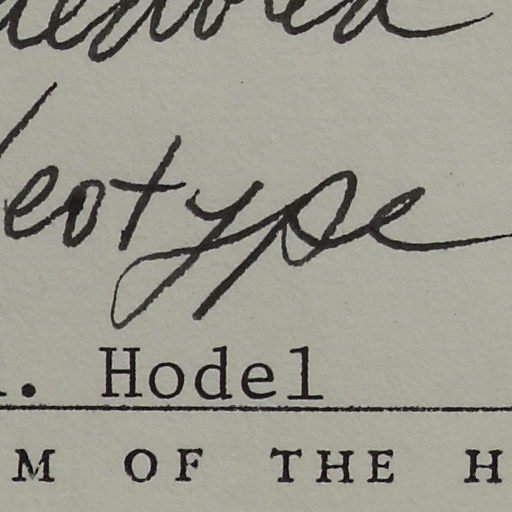 eotype
. Hodel
M OF THE H